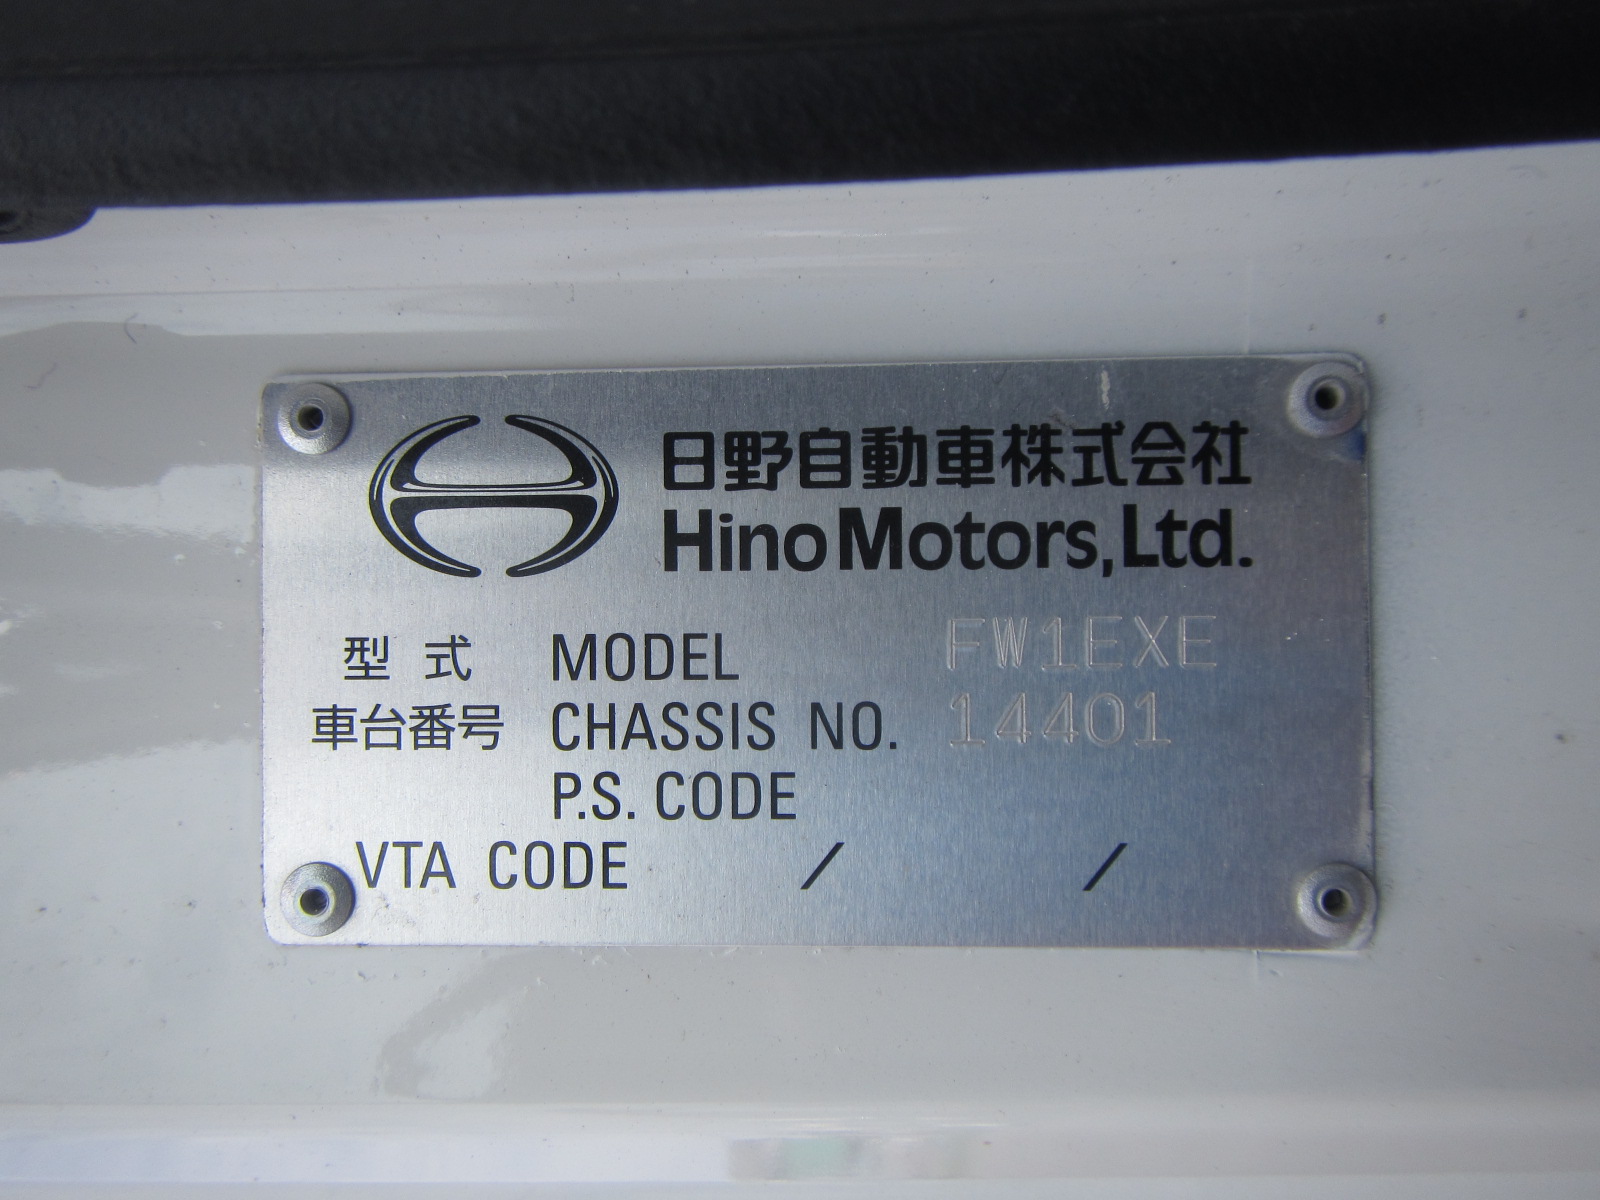 日野自動車株式会社
Hino Motors, Ltd.
型式 MODEL FW1EXE
車台番号 CHASSIS NO. 14401
P.S. CODE
VTA CODE / /